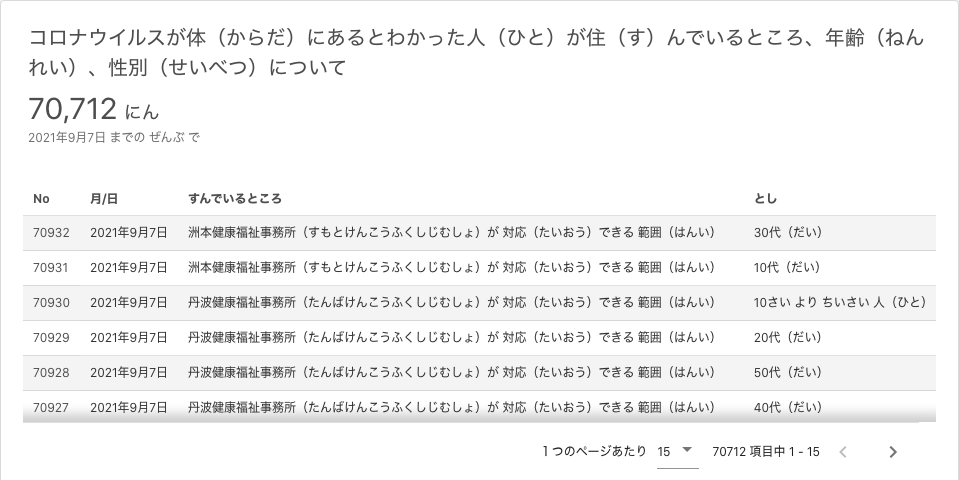 コロナウイルスが体（からだ）にあるとわかった人（ひと）が住（す）んでいるところ、年齢（ねん
れい）、性別（せいべつ）について
70,712 にん
2021年9月7日 までの ぜんぶ で
No 月/日 すんでいるところ とし
70932 2021年9月7日 洲本健康福祉事務所（すもとけんこうふくしじむしょ）が 対応（たいおう）できる 範囲（はんい） 30代（だい）
70931 2021年9月7日 洲本健康福祉事務所（すもとけんこうふくしじむしょ）が 対応（たいおう）できる 範囲（はんい） 10代（だい）
70930 2021年9月7日 丹波健康福祉事務所（たんばけんこうふくしじむしょ）が 対応（たいおう）できる 範囲（はんい） 10さい より ちいさい 人（ひと）
70929 2021年9月7日 丹波健康福祉事務所（たんばけんこうふくしじむしょ）が 対応（たいおう）できる 範囲（はんい） 20代（だい）
70928 2021年9月7日 丹波健康福祉事務所（たんばけんこうふくしじむしょ）が 対応（たいおう）できる 範囲（はんい） 50代（だい）
70927 2021年9月7日 丹波健康福祉事務所（たんばけんこうふくしじむしょ）が 対応（たいおう）できる 範囲（はんい） 40代（だい）
１つのページあたり 15 70712 項目中 1 - 15